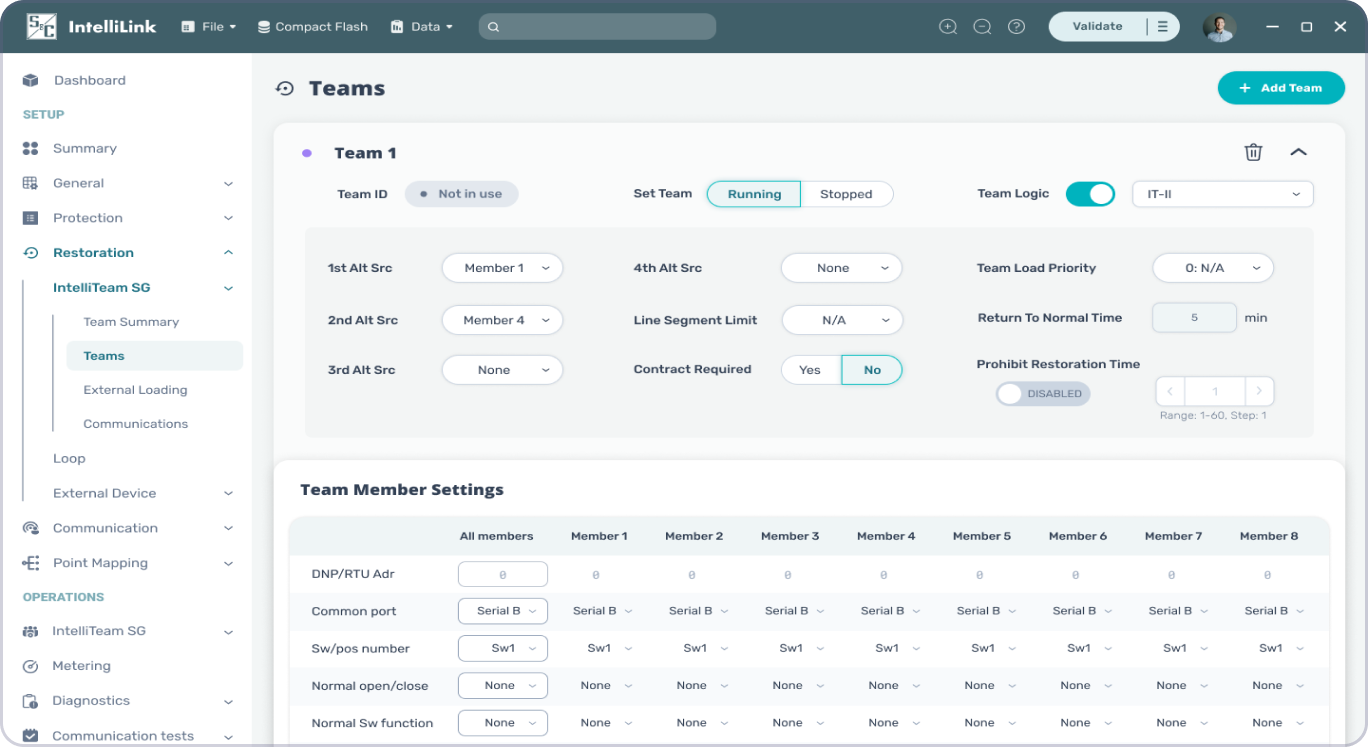 S&C IntelliLink File Compact Flash Data Validate
Dashboard
SETUP
Summary
General
Protection
Restoration
IntelliTeam SG
Team Summary
Teams
External Loading
Communications
Loop
External Device
Communication
Point Mapping
OPERATIONS
IntelliTeam SG
Metering
Diagnostics
Communication tests
Teams
+ Add Team
Team 1
Team ID Not in use Set Team Running Stopped Team Logic IT-II
1st Alt Src Member 1 4th Alt Src None Team Load Priority 0: N/A
2nd Alt Src Member 4 Line Segment Limit N/A Return To Normal Time 5 min
3rd Alt Src None Contract Required Yes No Prohibit Restoration Time
DISABLED < 1 >
Range: 1-60, Step: 1
Team Member Settings
All members Member 1 Member 2 Member 3 Member 4 Member 5 Member 6 Member 7 Member 8
DNP/RTU Adr 0 0 0 0 0 0 0 0 0
Common port Serial B Serial B Serial B Serial B Serial B Serial B Serial B Serial B Serial B
Sw/pos number Sw1 Sw1 Sw1 Sw1 Sw1 Sw1 Sw1 Sw1 Sw1
Normal open/close None None None None None None None None None
Normal Sw function None None None None None None None None None